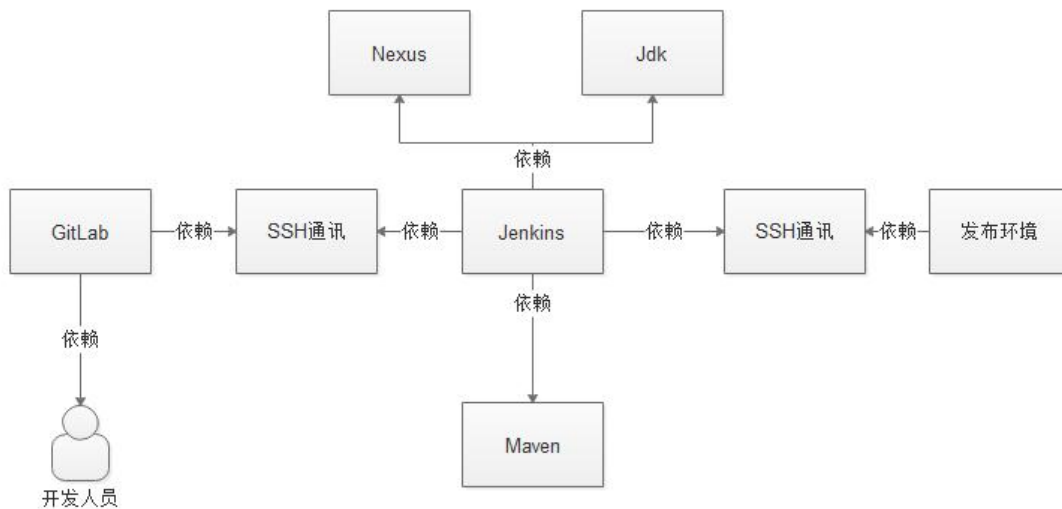 Nexus
Jdk
依赖
GitLab
依赖
SSH通讯
依赖
Jenkins
依赖
SSH通讯
依赖
发布环境
依赖
依赖
Maven
开发人员